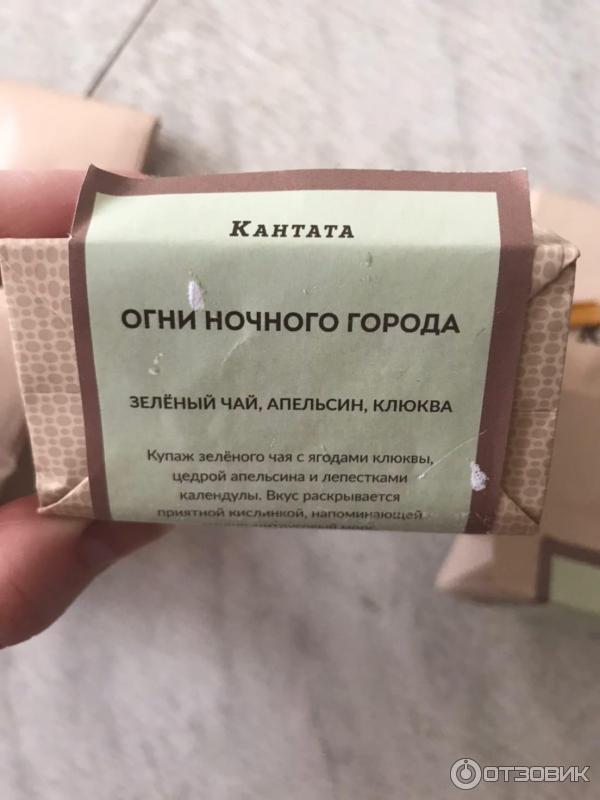 Кантата
ОГНИ НОЧНОГО ГОРОДА
ЗЕЛЁНЫЙ ЧАЙ, АПЕЛЬСИН, КЛЮКВА
Купаж зелёного чая с ягодами клюквы,
цедрой апельсина и лепестками
календулы. Вкус раскрывается
приятной кислинкой, напоминающей
ОТЗОВИК